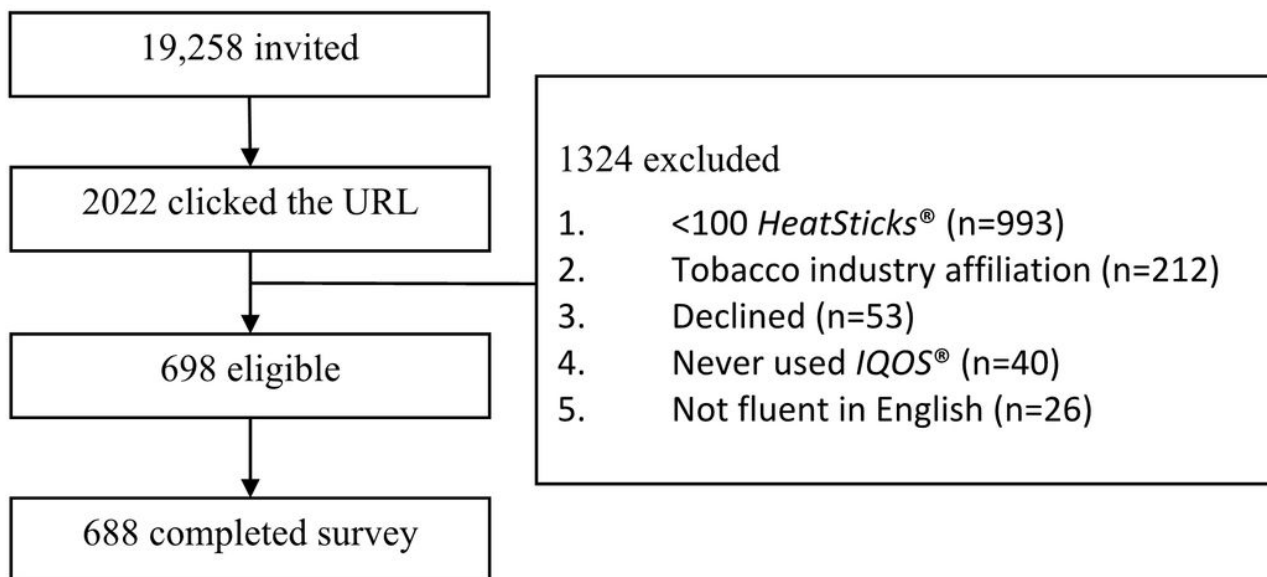 19,258 invited
2022 clicked the URL
698 eligible
688 completed survey
1324 excluded
1. <100 HeatSticks® (n=993)
2. Tobacco industry affiliation (n=212)
3. Declined (n=53)
4. Never used IQOS® (n=40)
5. Not fluent in English (n=26)